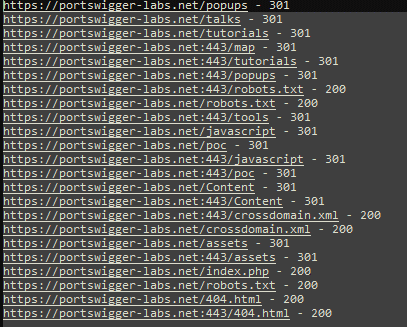 https://portswigger-labs.net/popups - 301
https://portswigger-labs.net/talks - 301
https://portswigger-labs.net/tutorials - 301
https://portswigger-labs.net:443/map - 301
https://portswigger-labs.net:443/tutorials - 301
https://portswigger-labs.net:443/popups - 301
https://portswigger-labs.net:443/robots.txt - 200
https://portswigger-labs.net/robots.txt - 200
https://portswigger-labs.net:443/tools - 301
https://portswigger-labs.net/javascript - 301
https://portswigger-labs.net/poc - 301
https://portswigger-labs.net:443/javascript - 301
https://portswigger-labs.net:443/poc - 301
https://portswigger-labs.net/Content - 301
https://portswigger-labs.net:443/Content - 301
https://portswigger-labs.net:443/crossdomain.xml - 200
https://portswigger-labs.net/crossdomain.xml - 200
https://portswigger-labs.net/assets - 301
https://portswigger-labs.net:443/assets - 301
https://portswigger-labs.net/index.php - 200
https://portswigger-labs.net/robots.txt - 200
https://portswigger-labs.net/404.html - 200
https://portswigger-labs.net:443/404.html - 200